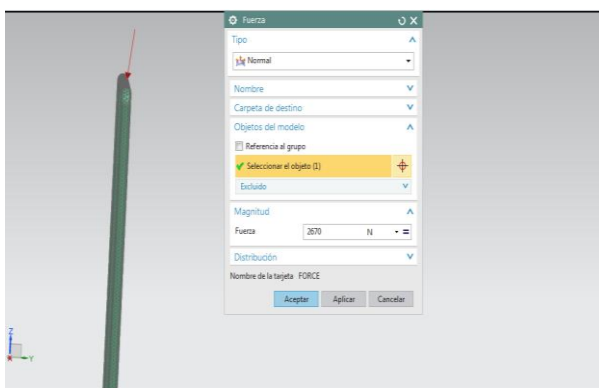 Fuerza
Tipo
Normal
Nombre
Carpeta de destino
Objetos del modelo
Referencia al grupo
Seleccionar el objeto (1)
Excluido
Magnitud
Fuerza 2670 N =
Distribución
Nombre de la tarjeta FORCE
Aceptar Aplicar Cancelar
Z
X Y